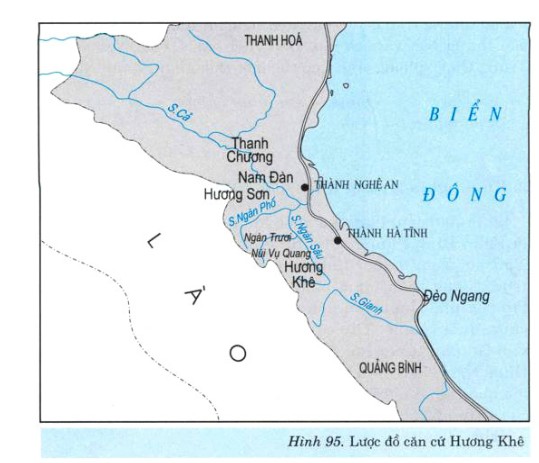 THANH HOÁ
BIỂN
S.Cả
Thanh
Chương
Nam Đàn
THÀNH NGHỆ AN
ĐÔNG
Hương Sơn
S.Ngàn Phố
S.Ngàn Sâu
THÀNH HÀ TĨNH
Ngàn Trươi
Núi Vụ Quang
LÀO
Hương
Khê
Đèo Ngang
S.Gianh
QUẢNG BÌNH
Hình 95. Lược đồ căn cứ Hương Khê